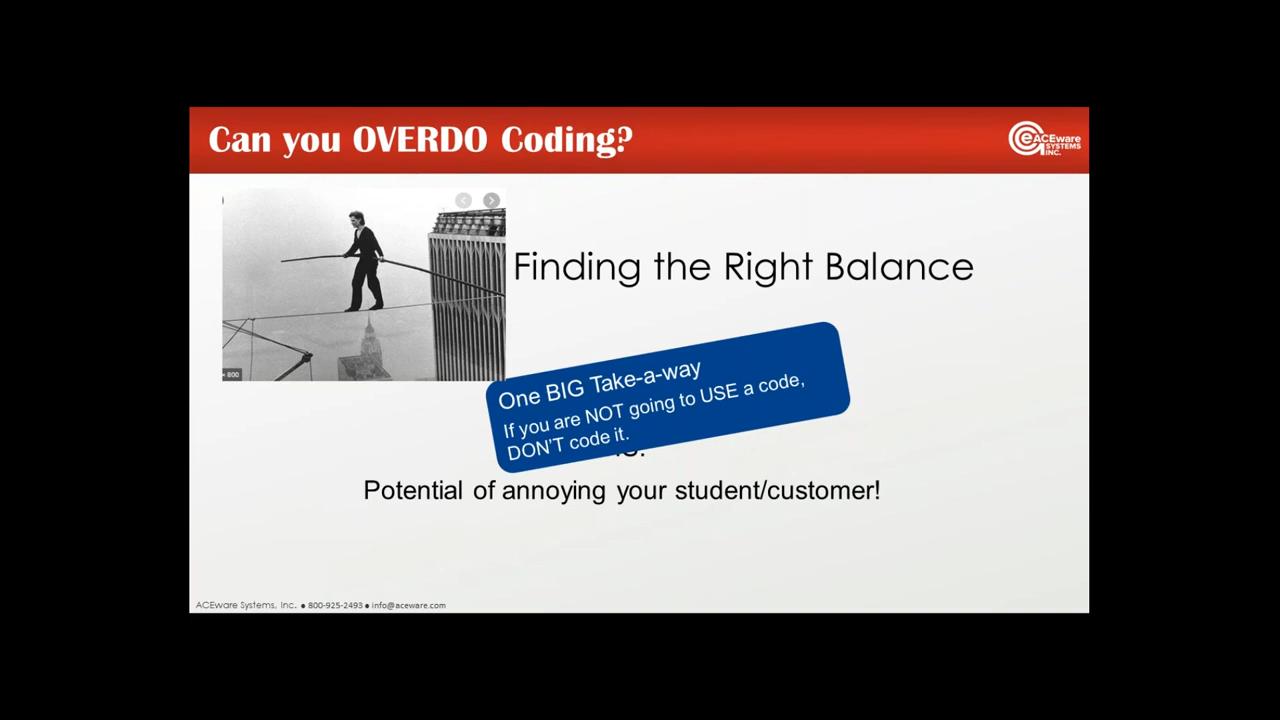 Can you OVERDO Coding?
eACEware
SYSTEMS
INC.
Finding the Right Balance
One BIG Take-a-way
If you are NOT going to USE a code,
DON'T code it.
Potential of annoying your student/customer!
ACEware Systems, Inc. ● 800-925-2493 ● info@aceware.com